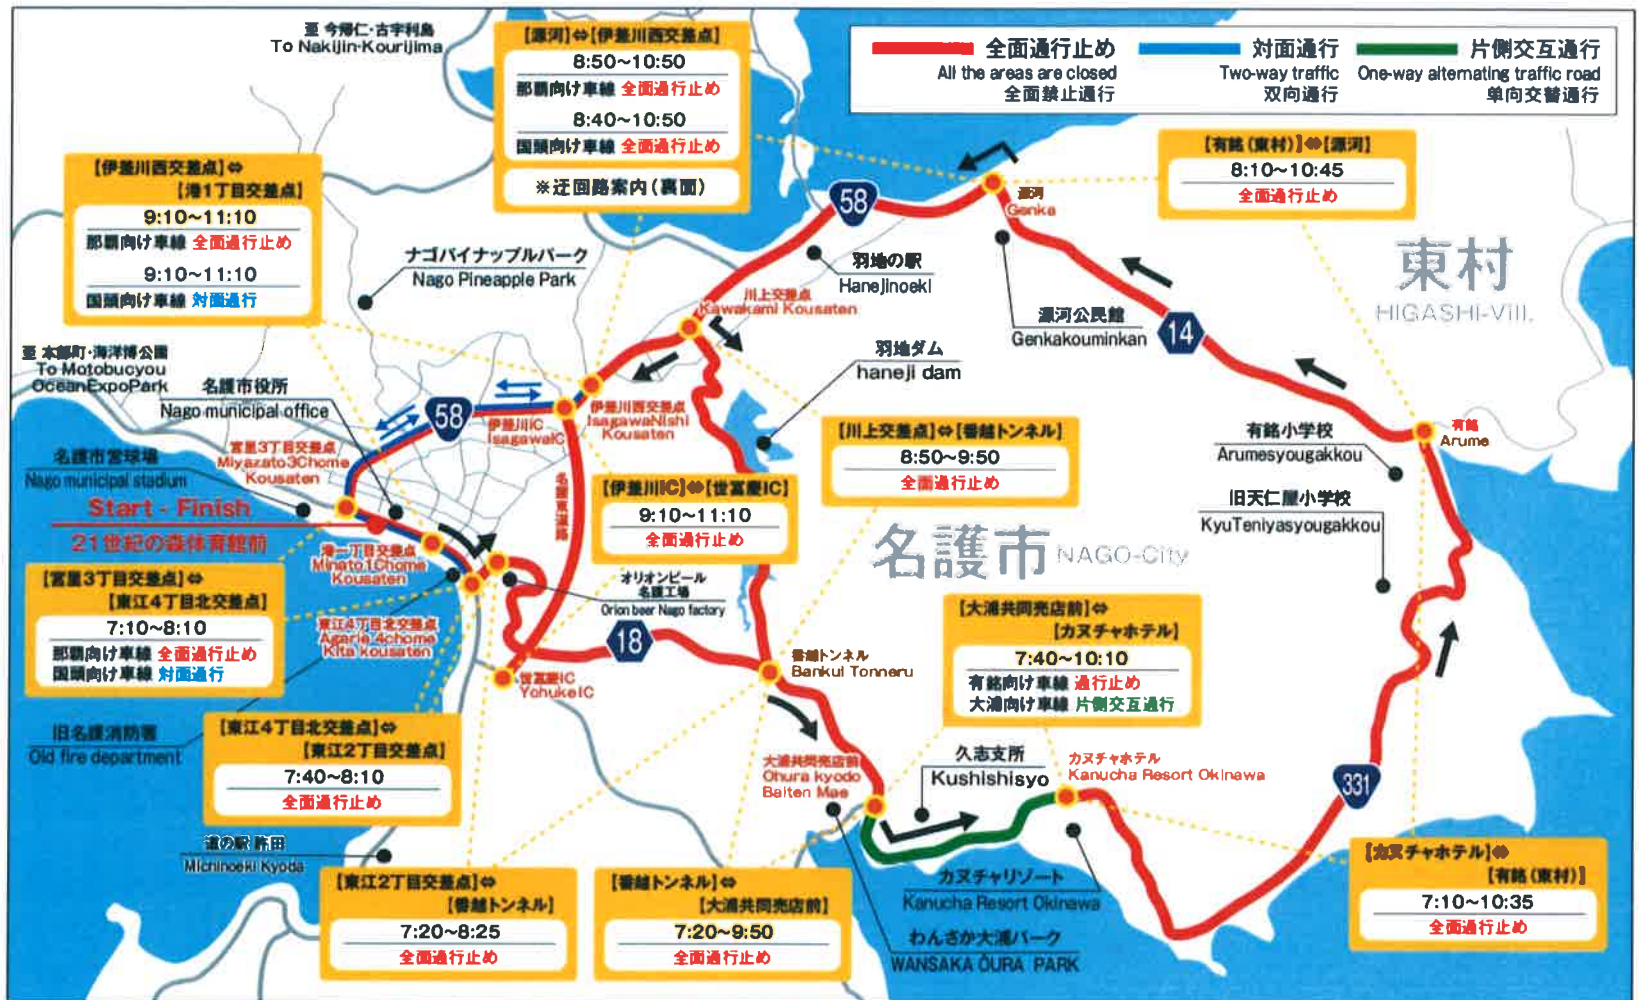 至 今帰仁・古宇利島
To Nakijin・Kourijima
【源河】⇔【伊差川西交差点】
8:50~10:50
那覇向け車線 全面通行止め
8:40~10:50
国頭向け車線 全面通行止め
※迂回路案内(裏面)
全面通行止め
All the areas are closed
全面禁止通行
対面通行
Two-way traffic
双向通行
片側交互通行
One-way alternating traffic road
单向交替通行
【有銘(東村)】⇔【源河】
8:10~10:45
全面通行止め
【伊差川西交差点】⇔
【港1丁目交差点】
9:10~11:10
那覇向け車線 全面通行止め
9:10~11:10
国頭向け車線 対面通行
58
源河
Genka
ナゴパイナップルパーク
Nago Pineapple Park
羽地の駅
Hanejinoeki
東村
HIGASHI-Vill.
川上交差点
Kawakami Kousaten
源河公民館
Genkakouminkan
14
至 本部町・海洋博公園
To Motobucyou
OceanExpoPark
名護市役所
Nago municipal office
羽地ダム
haneji dam
58
伊差川IC
IsagawaIC
伊差川西交差点
IsagawaNishi
Kousaten
【川上交差点】⇔【番越トンネル】
8:50~9:50
全面通行止め
有銘
Arume
有銘小学校
Arumesyougakkou
宮里3丁目交差点
Miyazato3Chome
Kousaten
名護市営球場
Nago municipal stadium
名護東道路
【伊差川IC】⇔【世冨慶IC】
9:10~11:10
全面通行止め
旧天仁屋小学校
KyuTeniyasyougakkou
Start - Finish
21世紀の森体育館前
名護市 NAGO-City
港一丁目交差点
Minato1Chome
Kousaten
オリオンビール
名護工場
Orion beer Nago factory
【宮里3丁目交差点】⇔
【東江4丁目北交差点】
7:10~8:10
那覇向け車線 全面通行止め
国頭向け車線 対面通行
東江4丁目北交差点
Agarie 4chome
Kita kousaten
18
【大浦共同売店前】⇔
【カヌチャホテル】
7:40~10:10
有銘向け車線 通行止め
大浦向け車線 片側交互通行
番越トンネル
Bankui Tonneru
世冨慶IC
YohukeIC
旧名護消防署
Old fire department
【東江4丁目北交差点】⇔
【東江2丁目交差点】
7:40~8:10
全面通行止め
大浦共同売店前
Ohura kyodo
Baiten Mae
久志支所
Kushishisyo
カヌチャホテル
Kanucha Resort Okinawa
331
道の駅 許田
Michinoeki Kyoda
【東江2丁目交差点】⇔
【番越トンネル】
7:20~8:25
全面通行止め
【番越トンネル】⇔
【大浦共同売店前】
7:20~9:50
全面通行止め
カヌチャリゾート
Kanucha Resort Okinawa
わんさか大浦パーク
WANSAKA ŌURA PARK
【カヌチャホテル】⇔
【有銘(東村)】
7:10~10:35
全面通行止め